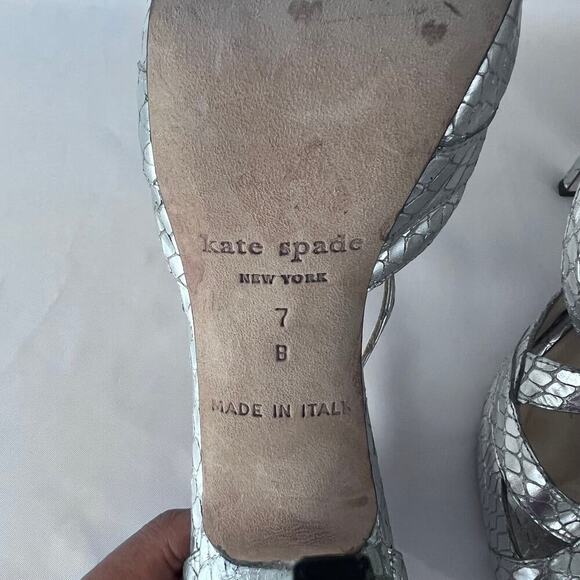 kate spade
NEW YORK
7
B
MADE IN ITALY